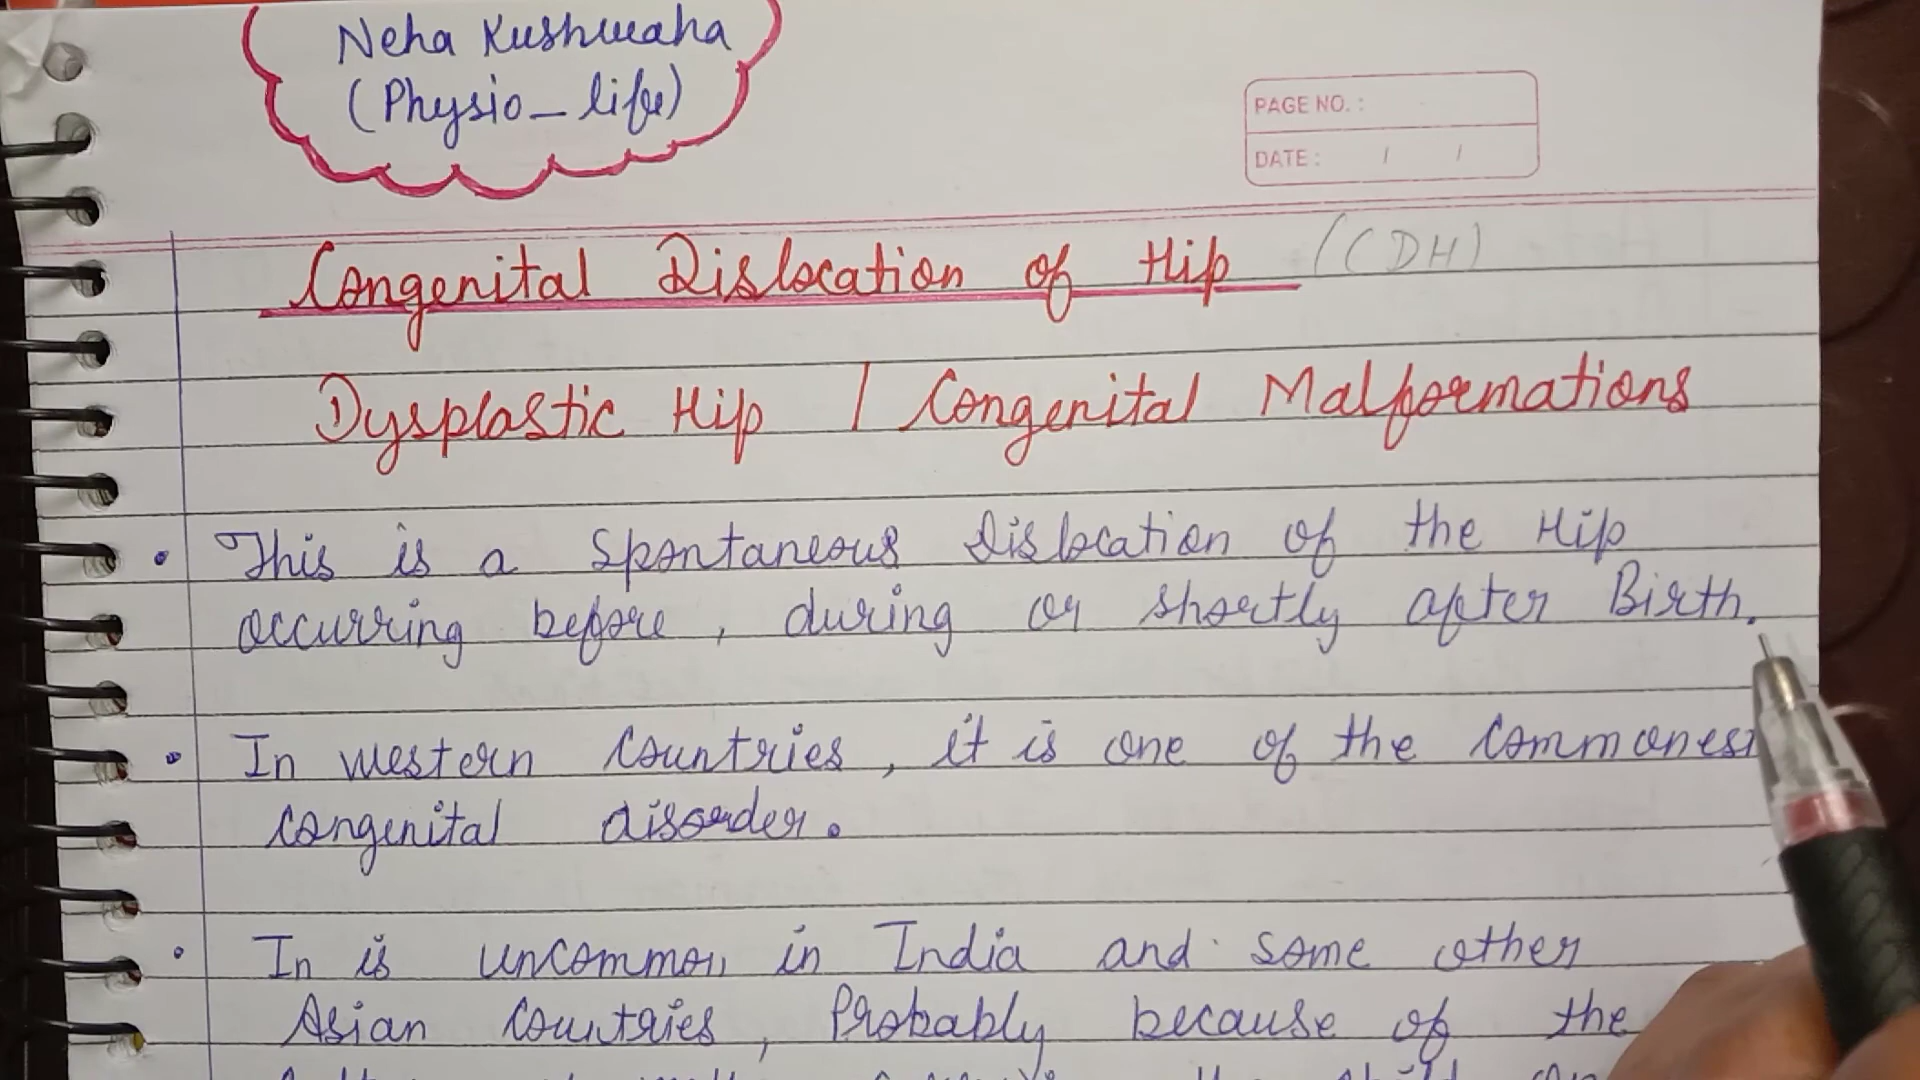 Neha Kushwaha
(Physio_life)
PAGE NO. :
DATE : / /
Congenital Dislocation of Hip (CDH)
Dysplastic Hip / Congenital Malformations
• This is a spontaneous Dislocation of the Hip
occurring before, during or shortly after Birth.
• In western countries, it is one of the commonest
congenital disorder.
• In is uncommon in India and some other
Asian countries, Probably because of the